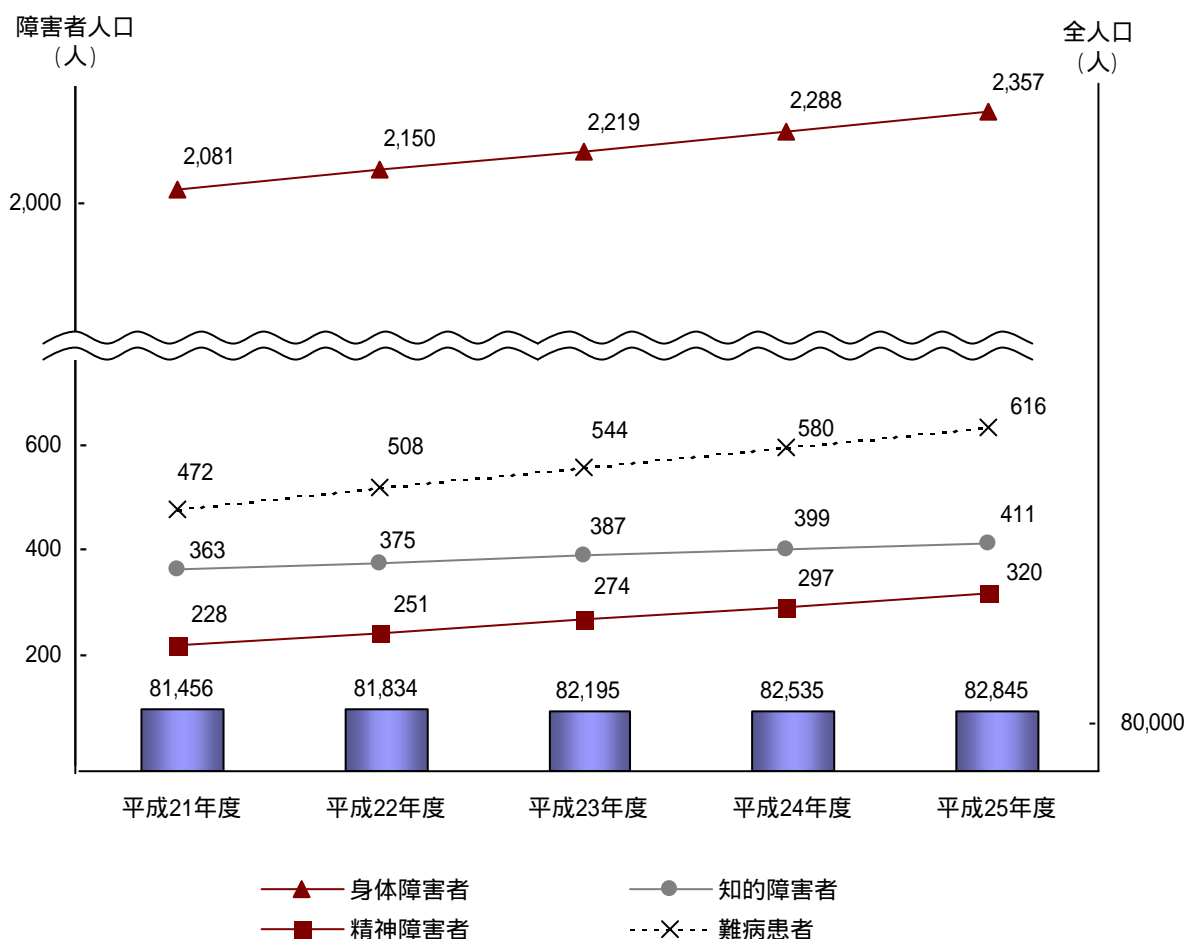 障害者人口
(人)
全人口
(人)
2,081
2,150
2,219
2,288
2,357
2,000
600
472
508
544
580
616
400
363
375
387
399
411
200
228
251
274
297
320
81,456
81,834
82,195
82,535
82,845
80,000
平成21年度
平成22年度
平成23年度
平成24年度
平成25年度
身体障害者
知的障害者
精神障害者
難病患者